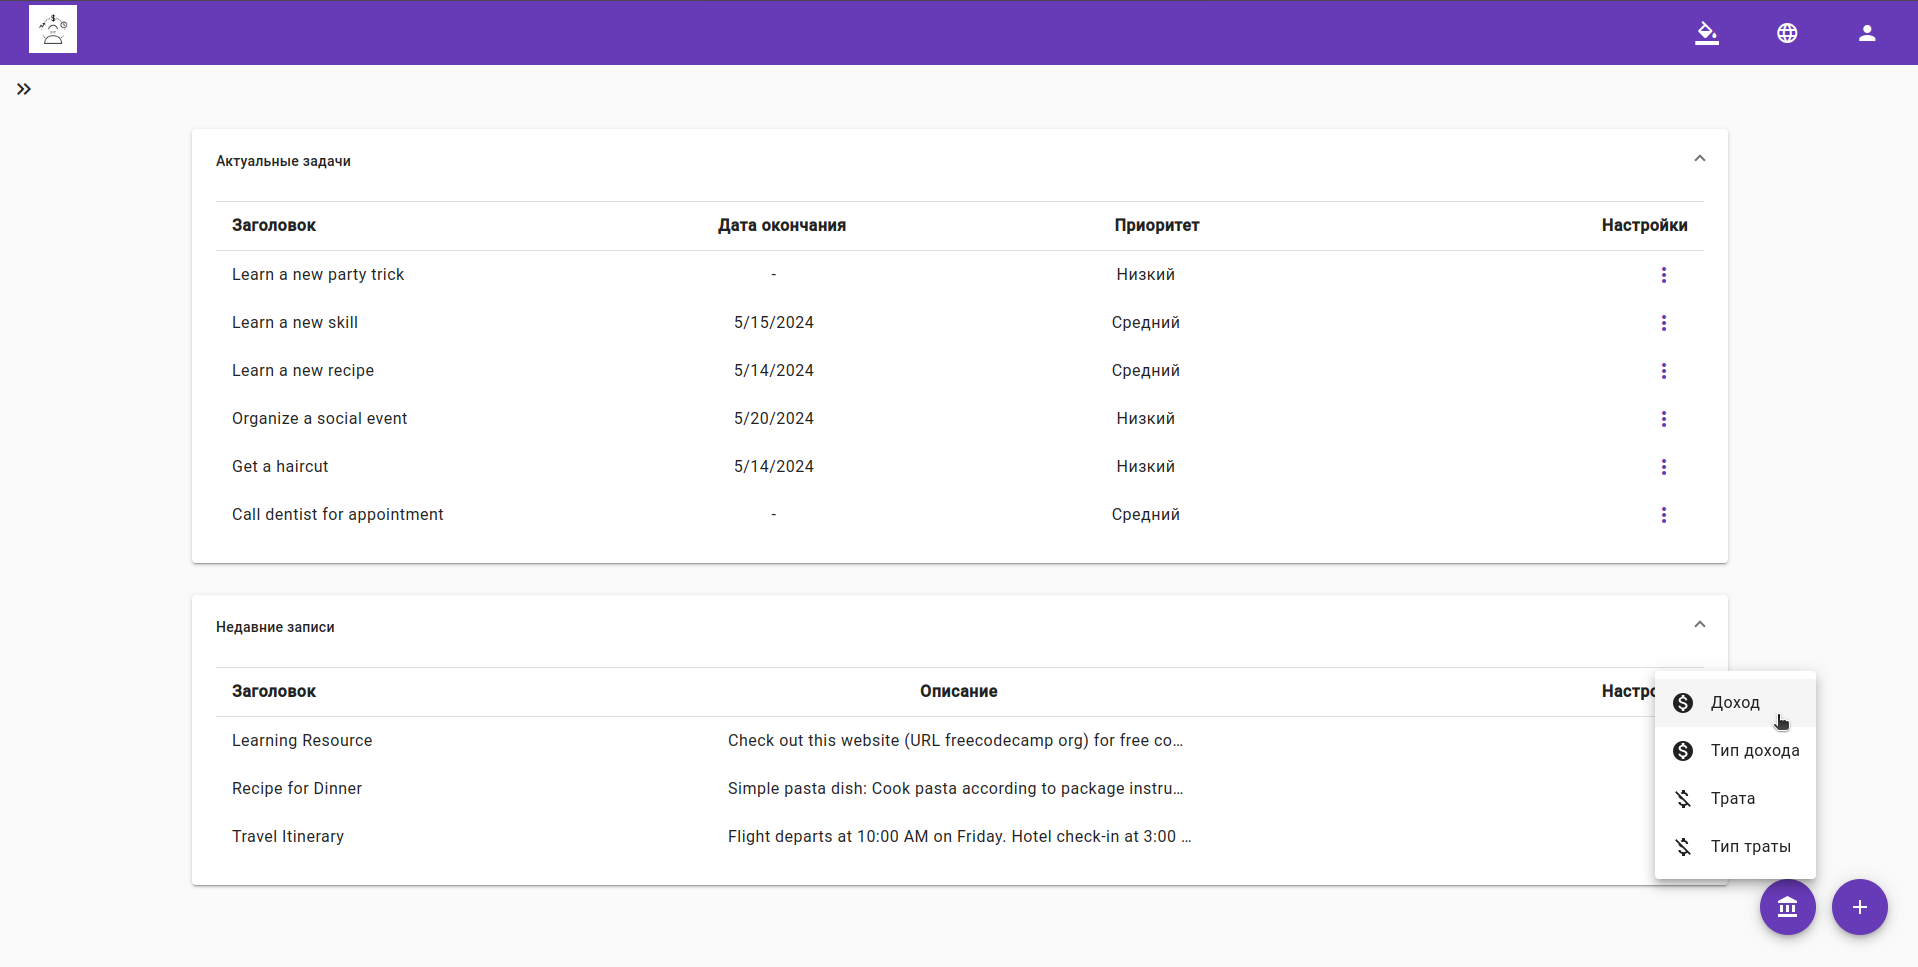 Актуальные задачи
Заголовок Дата окончания Приоритет Настройки
Learn a new party trick - Низкий
Learn a new skill 5/15/2024 Средний
Learn a new recipe 5/14/2024 Средний
Organize a social event 5/20/2024 Низкий
Get a haircut 5/14/2024 Низкий
Call dentist for appointment - Средний
Недавние записи
Заголовок Описание Настро
Learning Resource Check out this website (URL freecodecamp org) for free co…
Recipe for Dinner Simple pasta dish: Cook pasta according to package instru…
Travel Itinerary Flight departs at 10:00 AM on Friday. Hotel check-in at 3:00 …
Доход
Тип дохода
Трата
Тип траты